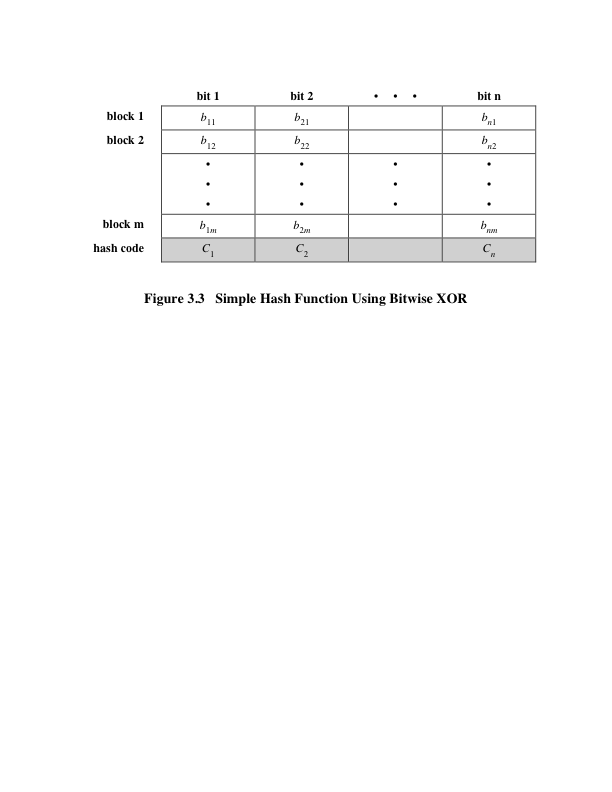 bit 1 bit 2 • • • bit n
block 1 b11 b21 bn1
block 2 b12 b22 bn2
• • • •
• • • •
• • • •
block m b1m b2m bnm
hash code C1 C2 Cn
Figure 3.3 Simple Hash Function Using Bitwise XOR